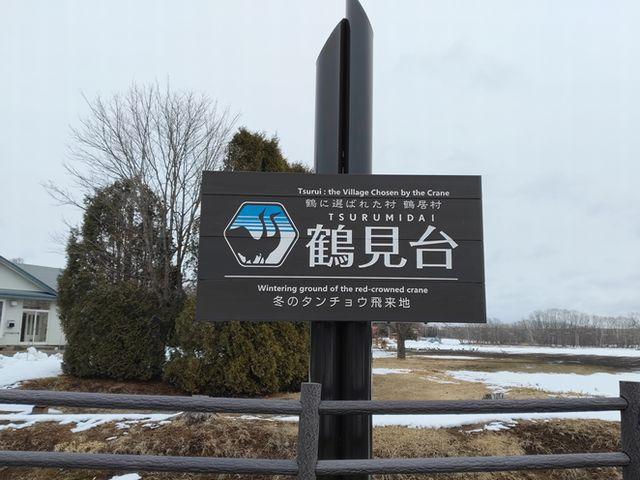 Tsurui : the Village Chosen by the Crane
鶴に選ばれた村 鶴居村
TSURUMIDAI
鶴見台
Wintering ground of the red-crowned crane
冬のタンチョウ飛来地